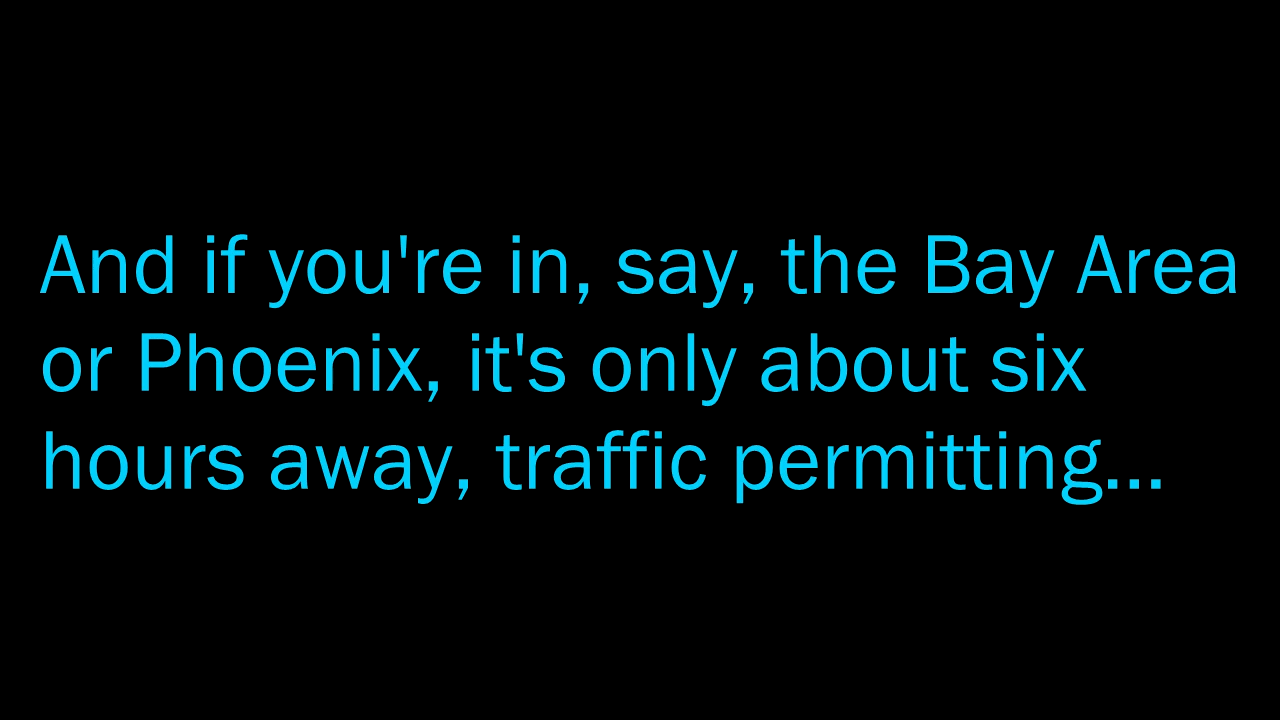 And if you're in, say, the Bay Area
or Phoenix, it's only about six
hours away, traffic permitting...